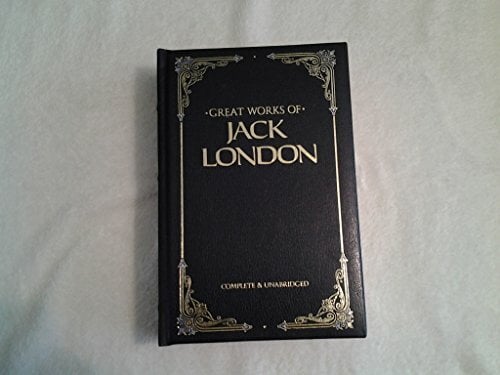 ·GREAT WORKS OF·
JACK
LONDON
COMPLETE & UNABRIDGED